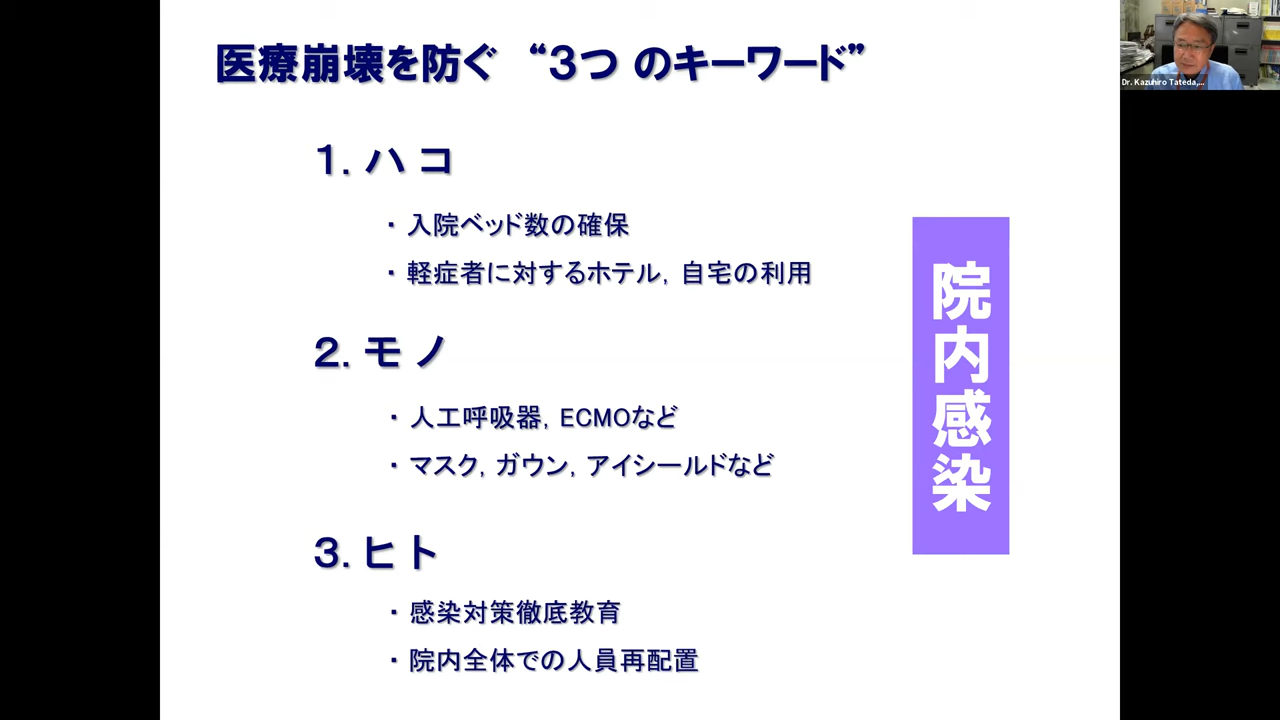 医療崩壊を防ぐ “３つ のキーワード”
１. ハ コ
・ 入院ベッド数の確保
・ 軽症者に対するホテル, 自宅の利用
２. モ ノ
・ 人工呼吸器, ECMOなど
・ マスク, ガウン, アイシールドなど
３. ヒ ト
・ 感染対策徹底教育
・ 院内全体での人員再配置
院内感染
Dr. Kazuhiro Tateda,...